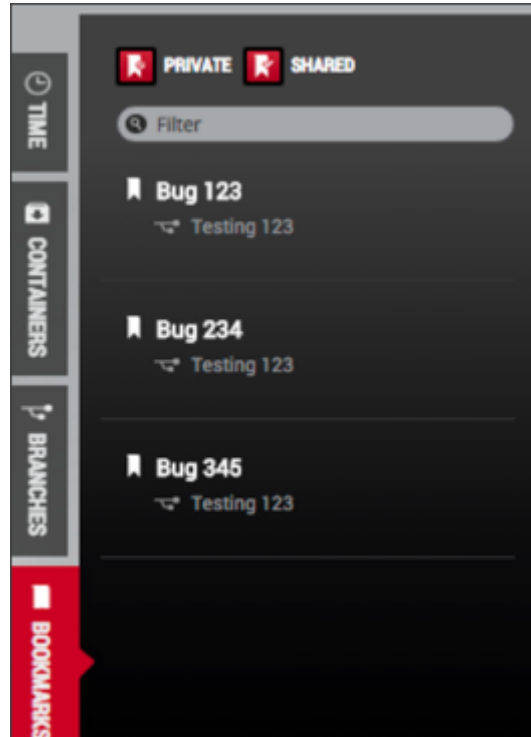 TIME
CONTAINERS
BRANCHES
BOOKMARKS
PRIVATE SHARED
Filter
Bug 123
Testing 123
Bug 234
Testing 123
Bug 345
Testing 123